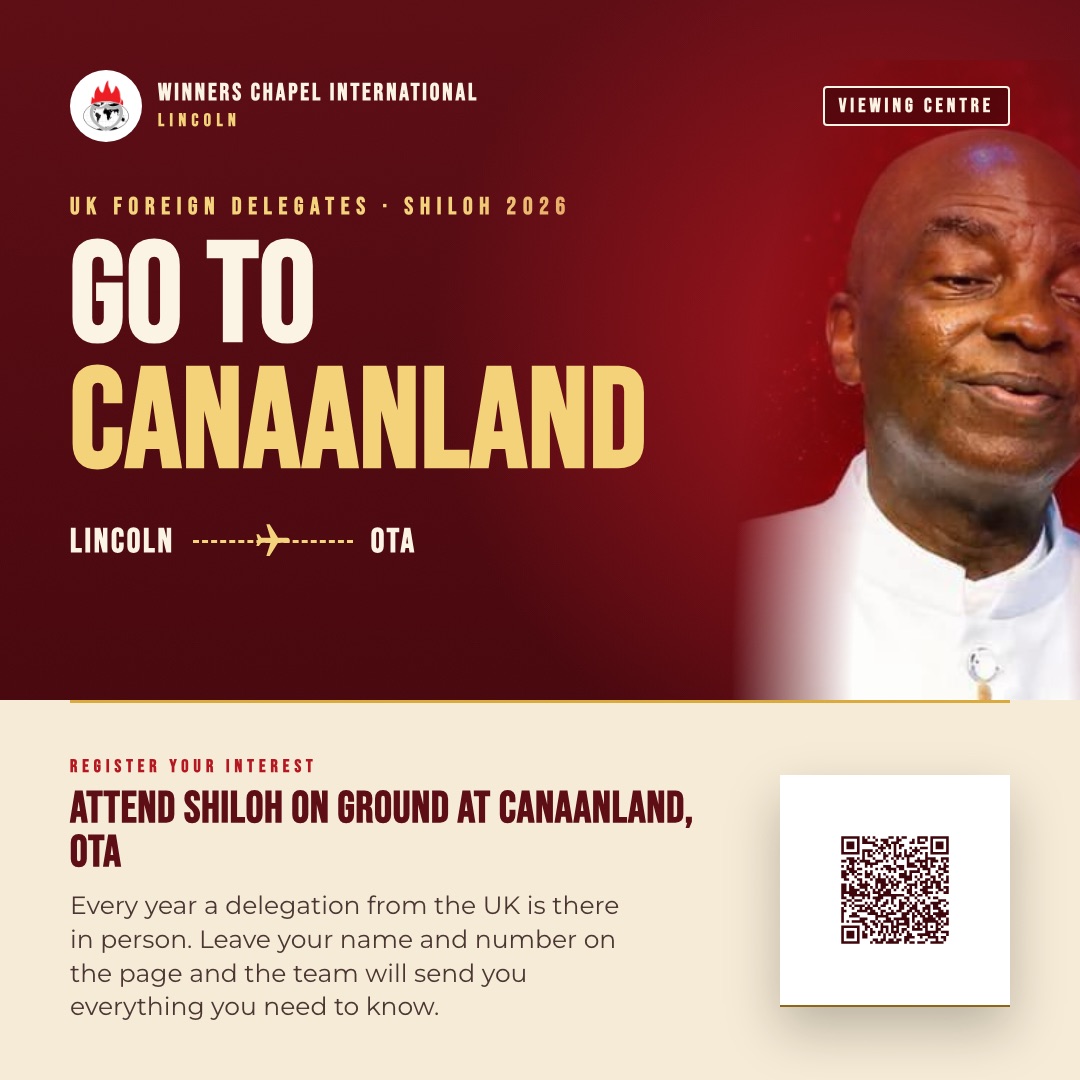 WINNERS CHAPEL INTERNATIONAL
LINCOLN
VIEWING CENTRE
UK FOREIGN DELEGATES · SHILOH 2026
GO TO
CANAANLAND
LINCOLN OTA
REGISTER YOUR INTEREST
ATTEND SHILOH ON GROUND AT CANAANLAND,
OTA
Every year a delegation from the UK is there
in person. Leave your name and number on
the page and the team will send you
everything you need to know.